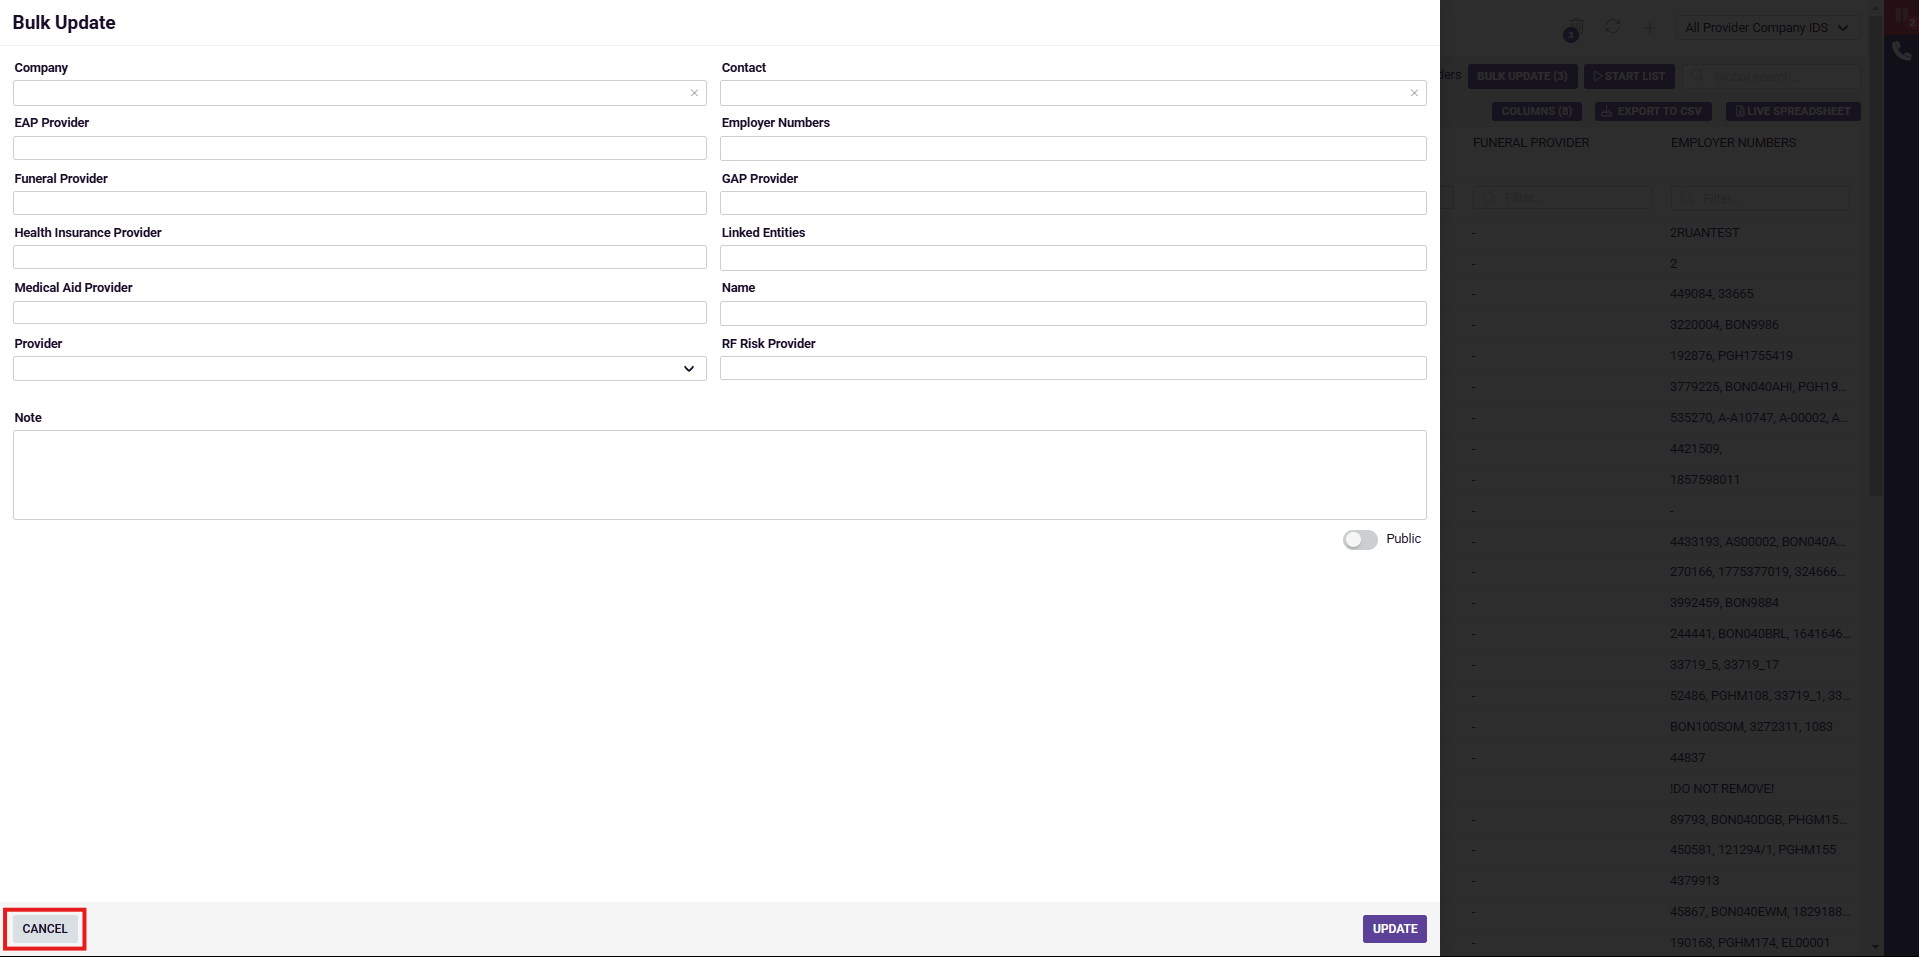 Bulk Update
Company
Contact
EAP Provider
Employer Numbers
Funeral Provider
GAP Provider
Health Insurance Provider
Linked Entities
Medical Aid Provider
Name
Provider
RF Risk Provider
Note
Public
CANCEL
UPDATE
3
All Provider Company IDS
2
ders
BULK UPDATE (3)
START LIST
Global search...
COLUMNS (8)
EXPORT TO CSV
LIVE SPREADSHEET
FUNERAL PROVIDER
EMPLOYER NUMBERS
Filter...
Filter...
- 2RUANTEST
- 2
- 449084, 33665
- 3220004, BON9986
- 192876, PGH1755419
- 3779225, BON040AHI, PGH19...
- 535270, A-A10747, A-00002, A...
- 4421509,
- 1857598011
- -
- 4433193, AS00002, BON040A...
- 270166, 1775377019, 324666...
- 3992459, BON9884
- 244441, BON040BRL, 1641646...
- 33719_5, 33719_17
- 52486, PGHM108, 33719_1, 33...
- BON100SOM, 3272311, 1083
- 44837
- !DO NOT REMOVE!
- 89793, BON040DGB, PHGM15...
- 450581, 121294/1, PGHM155
- 4379913
- 45867, BON040EWM, 1829188...
- 190168, PGHM174, EL00001